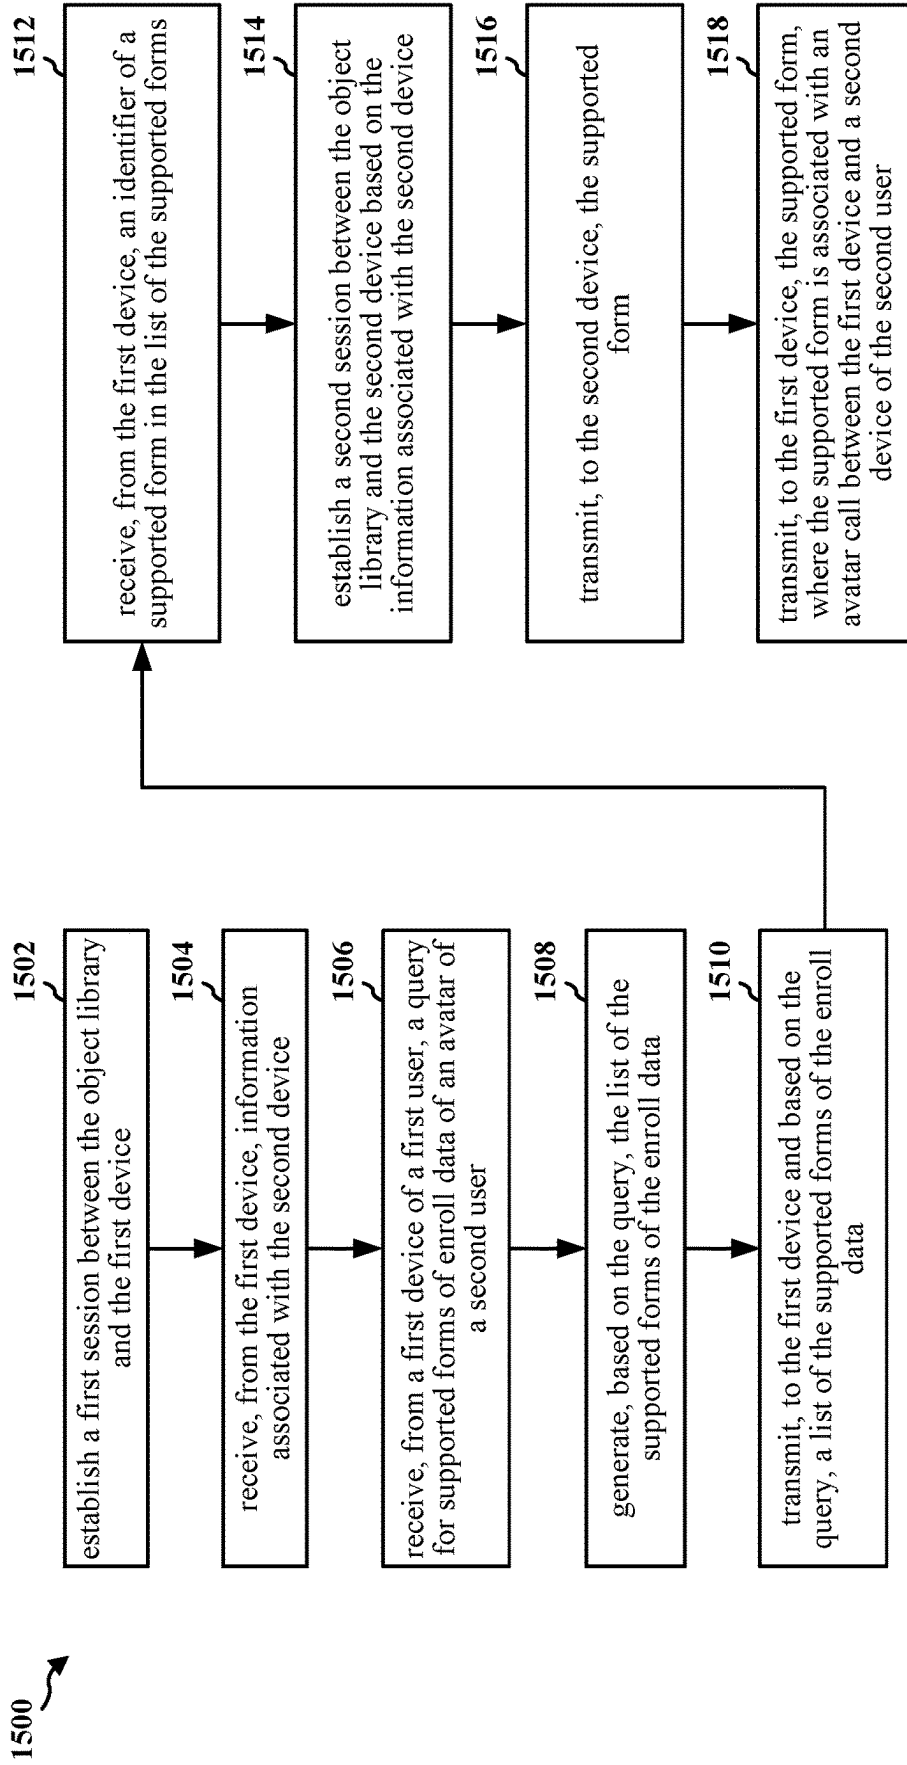 1500
1502
establish a first session between the object library
and the first device
1504
receive, from the first device, information
associated with the second device
1506
receive, from a first device of a first user, a query
for supported forms of enroll data of an avatar of
a second user
1508
generate, based on the query, the list of the
supported forms of the enroll data
1510
transmit, to the first device and based on the
query, a list of the supported forms of the enroll
data
1512
receive, from the first device, an identifier of a
supported form in the list of the supported forms
1514
establish a second session between the object
library and the second device based on the
information associated with the second device
1516
transmit, to the second device, the supported
form
1518
transmit, to the first device, the supported form,
where the supported form is associated with an
avatar call between the first device and a second
device of the second user